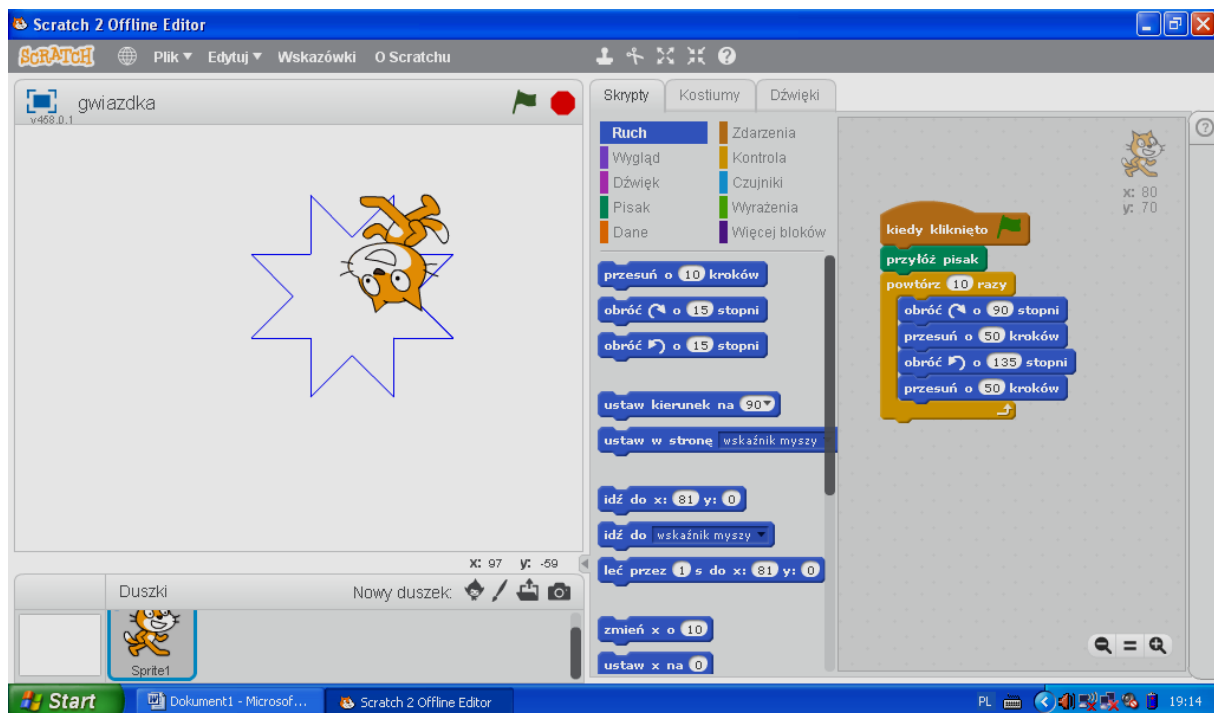 Scratch 2 Offline Editor
SCRATCH Plik ▼ Edytuj ▼ Wskazówki O Scratchu
gwiazdka
v458.0.1
Skrypty Kostiumy Dźwięki
Ruch Zdarzenia
Wygląd Kontrola
Dźwięk Czujniki
Pisak Wyrażenia
Dane Więcej bloków
przesuń o 10 kroków
obróć o 15 stopni
obróć o 15 stopni
ustaw kierunek na 90▼
ustaw w stronę wskaźnik myszy
idź do x: 81 y: 0
idź do wskaźnik myszy
leć przez 1 s do x: 81 y: 0
zmień x o 10
ustaw x na 0
x: 80
y: 70
kiedy kliknięto
przyłóż pisak
powtórz 10 razy
obróć o 90 stopni
przesuń o 50 kroków
obróć o 135 stopni
przesuń o 50 kroków
x: 97 y: -59
Duszki Nowy duszek:
Sprite1
Start Dokument1 - Microsof... Scratch 2 Offline Editor PL 19:14